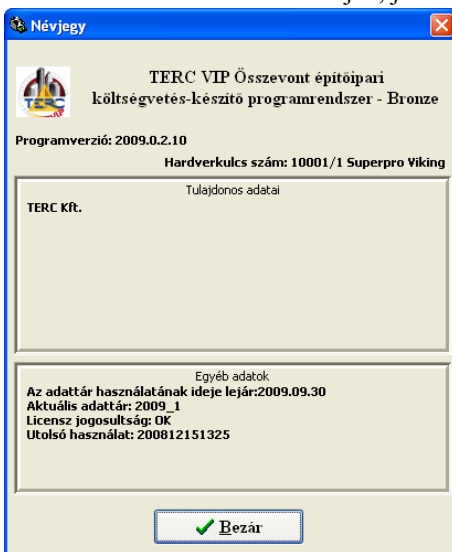 Névjegy
TERC VIP Összevont építőipari
költségvetés-készítő programrendszer - Bronze
TERC
VIP
Programverzió: 2009.0.2.10
Hardverkulcs szám: 10001/1 Superpro Viking
Tulajdonos adatai
TERC Kft.
Egyéb adatok
Az adattár használatának ideje lejár:2009.09.30
Aktuális adattár: 2009_1
Licensz jogosultság: OK
Utolsó használat: 200812151325
Bezár